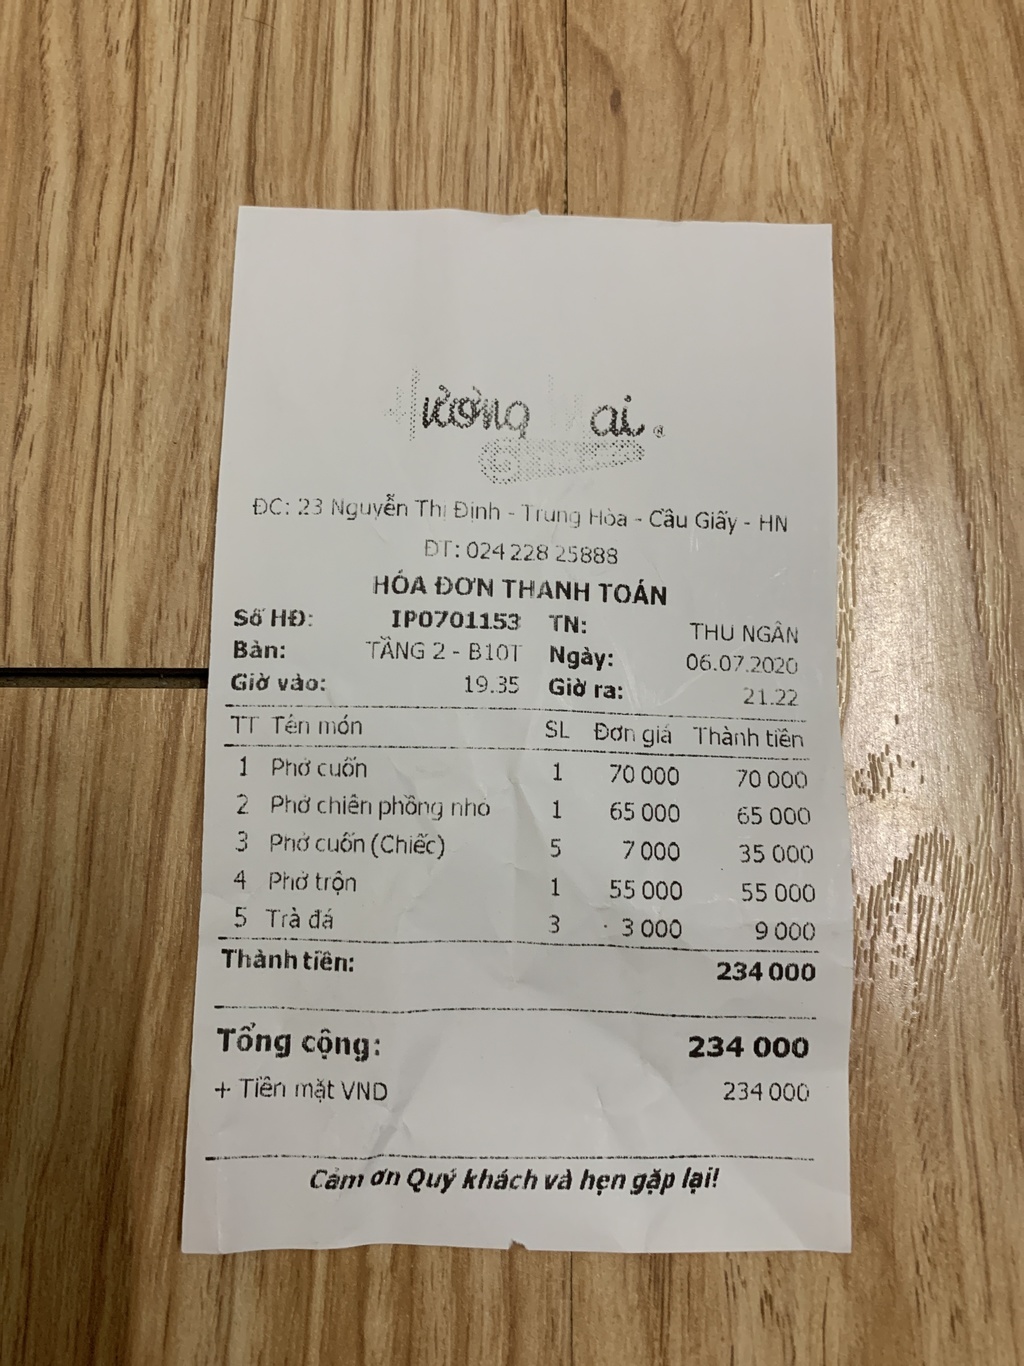 Hường Mai
ĐC: 23 Nguyễn Thị Định - Trung Hòa - Cầu Giấy - HN
ĐT: 024 228 25888
HÓA ĐƠN THANH TOÁN
Số HĐ: IP0701153 TN: THU NGÂN
Bàn: TẦNG 2 - B10T Ngày: 06.07.2020
Giờ vào: 19.35 Giờ ra: 21.22
TT Tên món SL Đơn giá Thành tiền
1 Phở cuốn 1 70 000 70 000
2 Phở chiên phồng nhỏ 1 65 000 65 000
3 Phở cuốn (Chiếc) 5 7 000 35 000
4 Phở trộn 1 55 000 55 000
5 Trà đá 3 3 000 9 000
Thành tiền: 234 000
Tổng cộng: 234 000
+ Tiền mặt VND 234 000
Cảm ơn Quý khách và hẹn gặp lại!